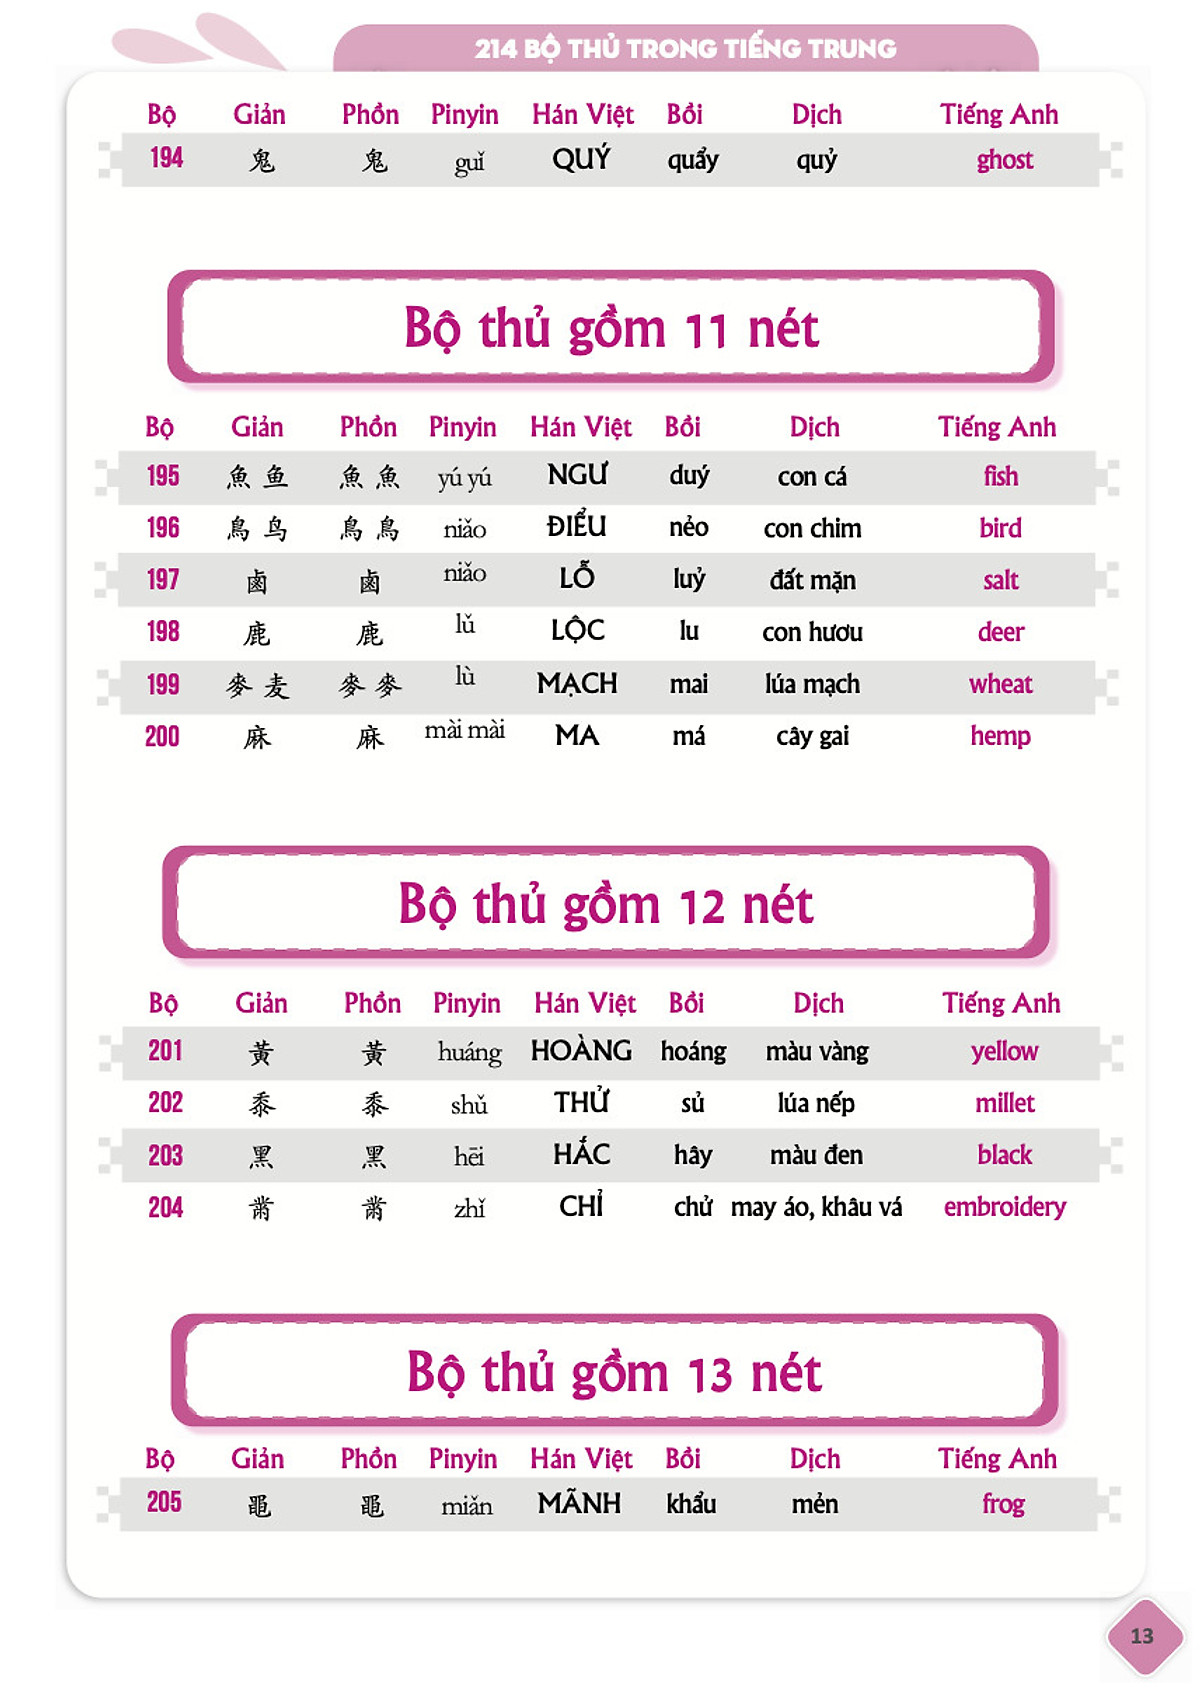 214 BỘ THỦ TRONG TIẾNG TRUNG
Bộ Giản Phồn Pinyin Hán Việt Bồi Dịch Tiếng Anh
194 鬼 鬼 guǐ QUÝ quẩy quỷ ghost
Bộ thủ gồm 11 nét
Bộ Giản Phồn Pinyin Hán Việt Bồi Dịch Tiếng Anh
195 魚 鱼 魚 魚 yú yú NGƯ duý con cá fish
196 鳥 鸟 鳥 鳥 niǎo ĐIỂU nẻo con chim bird
197 鹵 鹵 niǎo LỖ luỷ đất mặn salt
198 鹿 鹿 lǔ LỘC lu con hươu deer
199 麥 麦 麥 麥 lù MẠCH mai lúa mạch wheat
200 麻 麻 mài mài MA má cây gai hemp
Bộ thủ gồm 12 nét
Bộ Giản Phồn Pinyin Hán Việt Bồi Dịch Tiếng Anh
201 黃 黃 huáng HOÀNG hoáng màu vàng yellow
202 黍 黍 shǔ THỬ sủ lúa nếp millet
203 黑 黑 hēi HẮC hây màu đen black
204 黹 黹 zhǐ CHỈ chử may áo, khâu vá embroidery
Bộ thủ gồm 13 nét
Bộ Giản Phồn Pinyin Hán Việt Bồi Dịch Tiếng Anh
205 黽 黽 miǎn MÃNH khẩu mẻn frog
13